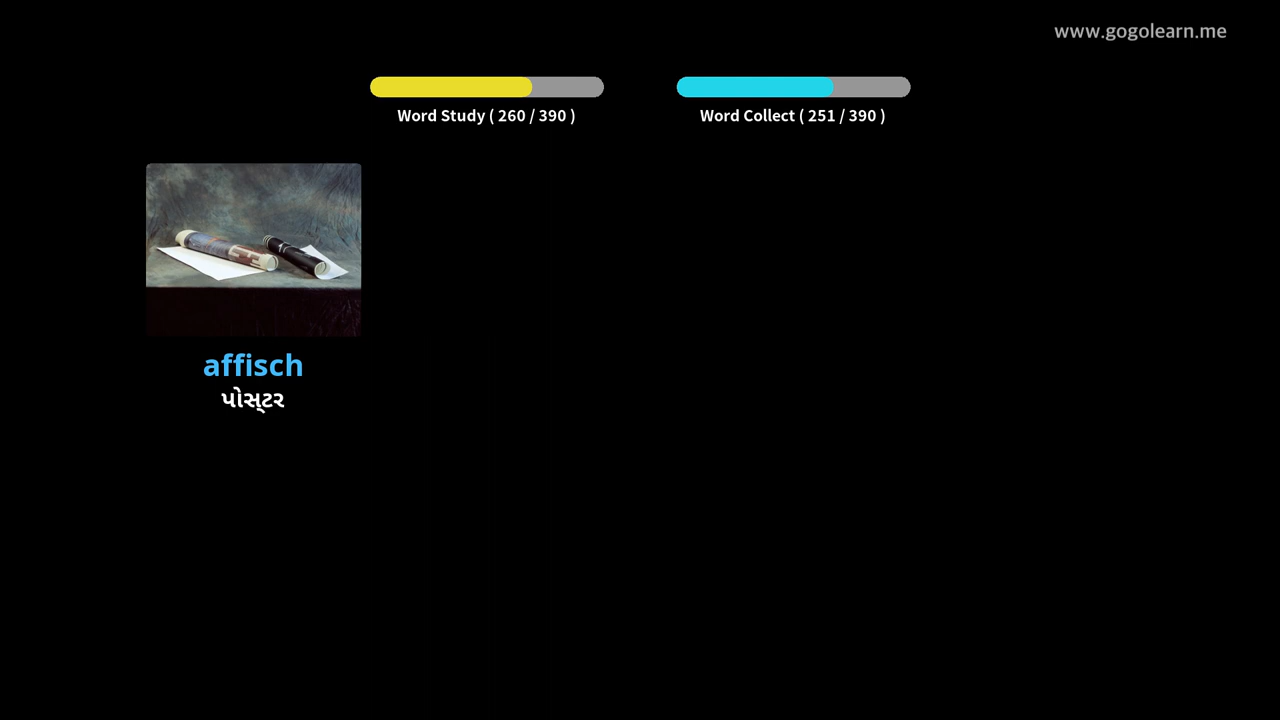 www.gogolearn.me
Word Study ( 260 / 390 )
Word Collect ( 251 / 390 )
affisch
પોસ્ટર